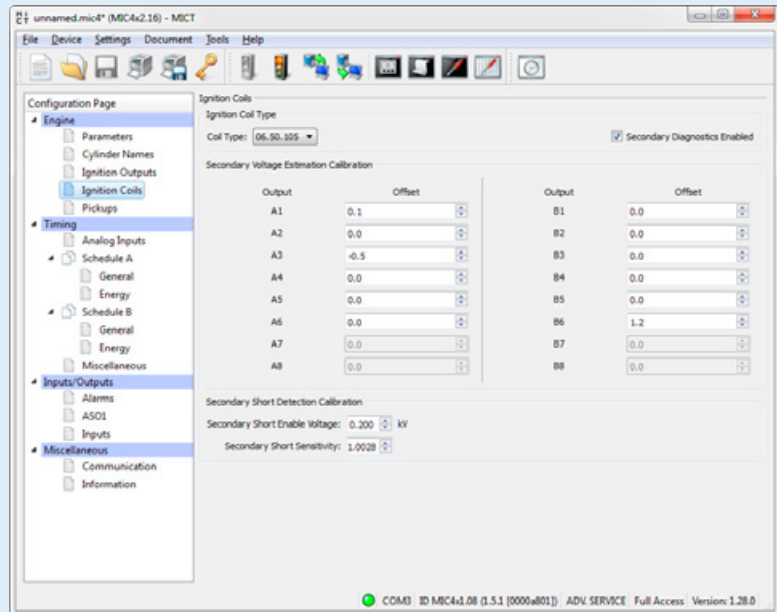 unnamed.mic4* (MIC4x2.16) - MICT
File Device Settings Document Tools Help
Configuration Page
Engine
Parameters
Cylinder Names
Ignition Outputs
Ignition Coils
Pickups
Timing
Analog Inputs
Schedule A
General
Energy
Schedule B
General
Energy
Miscellaneous
Inputs/Outputs
Alarms
ASO1
Inputs
Miscellaneous
Communication
Information
Ignition Coils
Ignition Coil Type
Coil Type: 06.50.105 Secondary Diagnostics Enabled
Secondary Voltage Estimation Calibration
Output Offset Output Offset
A1 0.1 B1 0.0
A2 0.0 B2 0.0
A3 -0.5 B3 0.0
A4 0.0 B4 0.0
A5 0.0 B5 0.0
A6 0.0 B6 1.2
A7 0.0 B7 0.0
A8 0.0 B8 0.0
Secondary Short Detection Calibration
Secondary Short Enable Voltage: 0.200 kV
Secondary Short Sensitivity: 1.0028
COM3 ID MIC4x1.08 (1.5.1 [0000a801]) ADV. SERVICE Full Access Version: 1.28.0